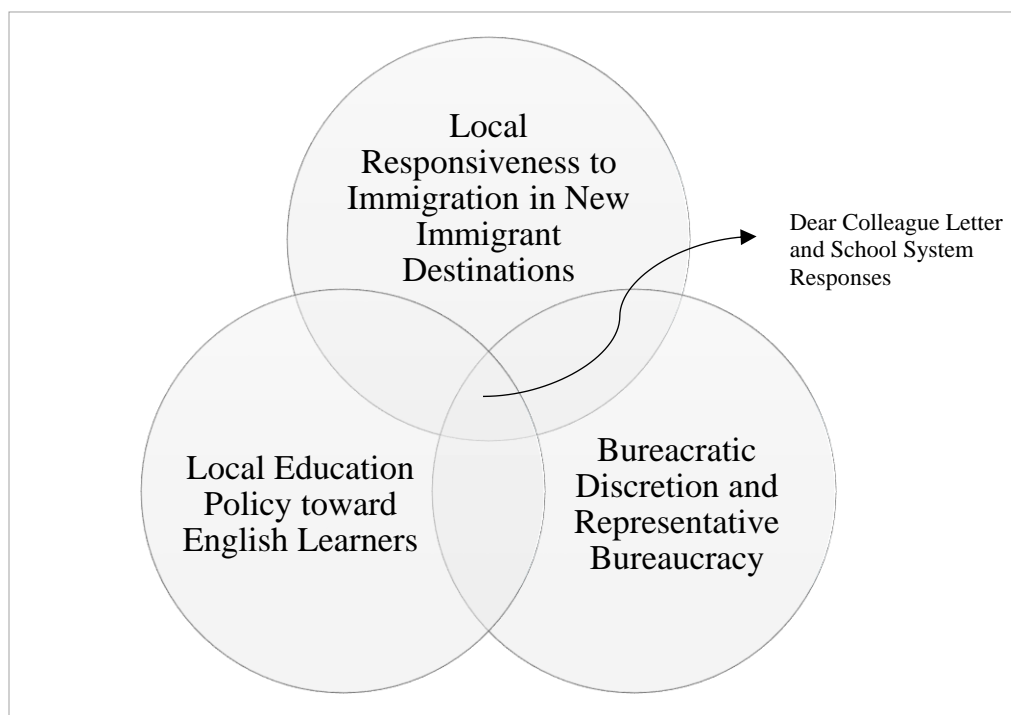 Local
Responsiveness to
Immigration in New
Immigrant
Destinations
Dear Colleague Letter
and School System
Responses
Local Education
Policy toward
English Learners
Bureacratic
Discretion and
Representative
Bureaucracy